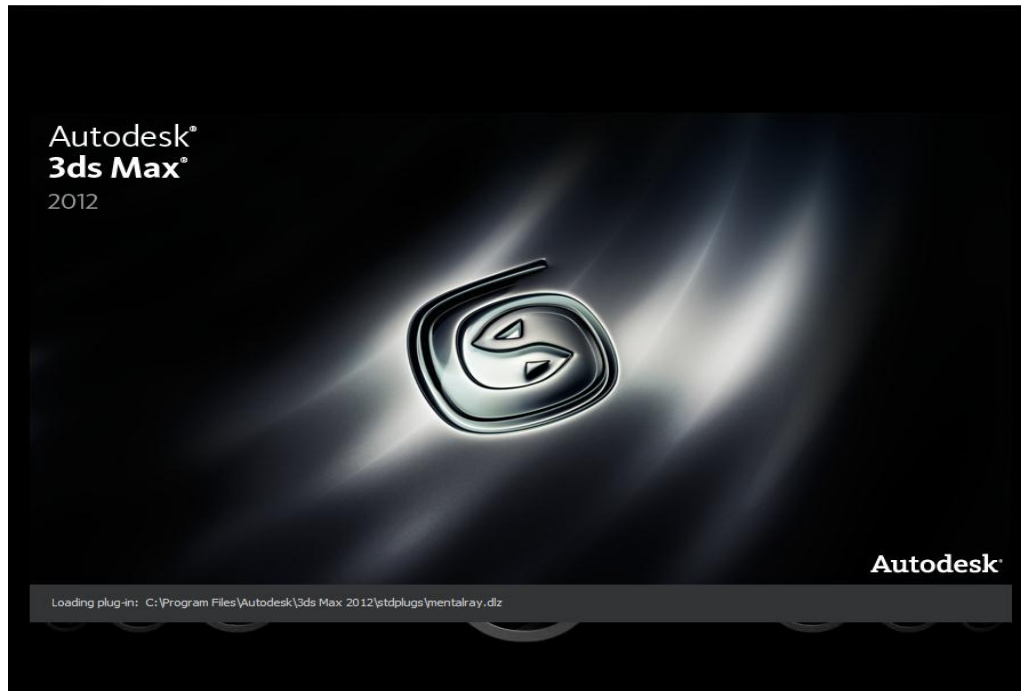 Autodesk®
3ds Max®
2012
Autodesk®
Loading plug-in: C:\Program Files\Autodesk\3ds Max 2012\stdplugs\mentalray.dlz